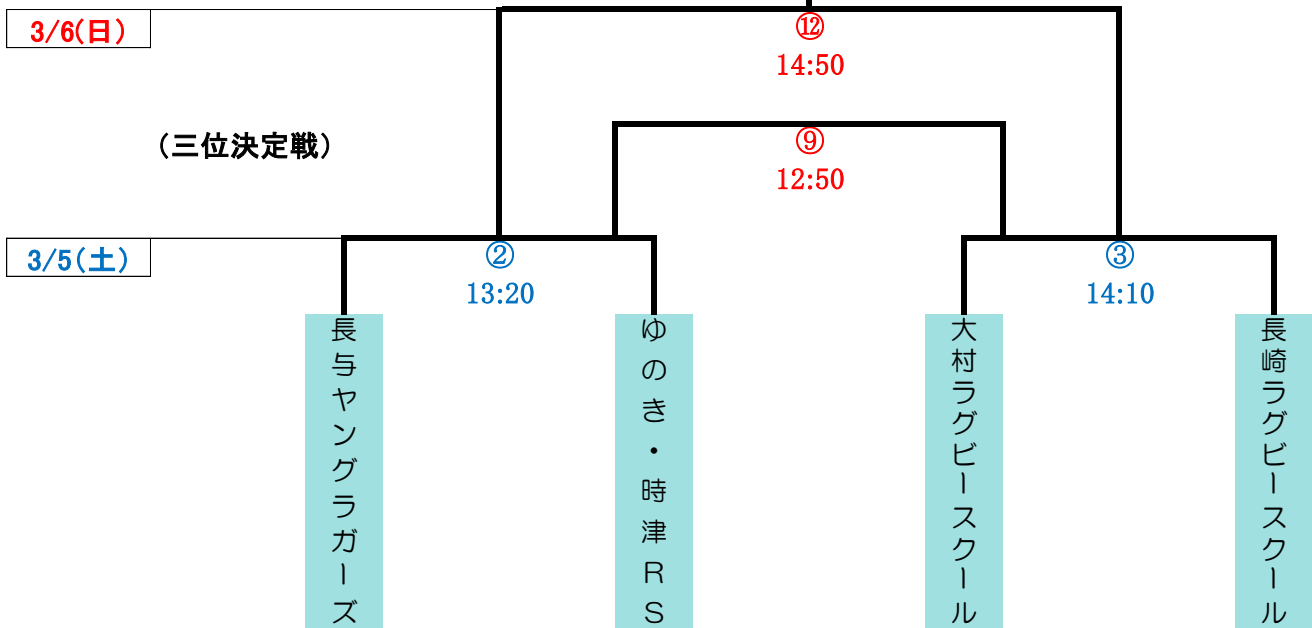 3/6(日)
⑫
14:50
(三位決定戦)
⑨
12:50
3/5(土)
②
13:20
③
14:10
長与ヤングラガーズ
ゆのき・時津RS
大村ラグビースクール
長崎ラグビースクール